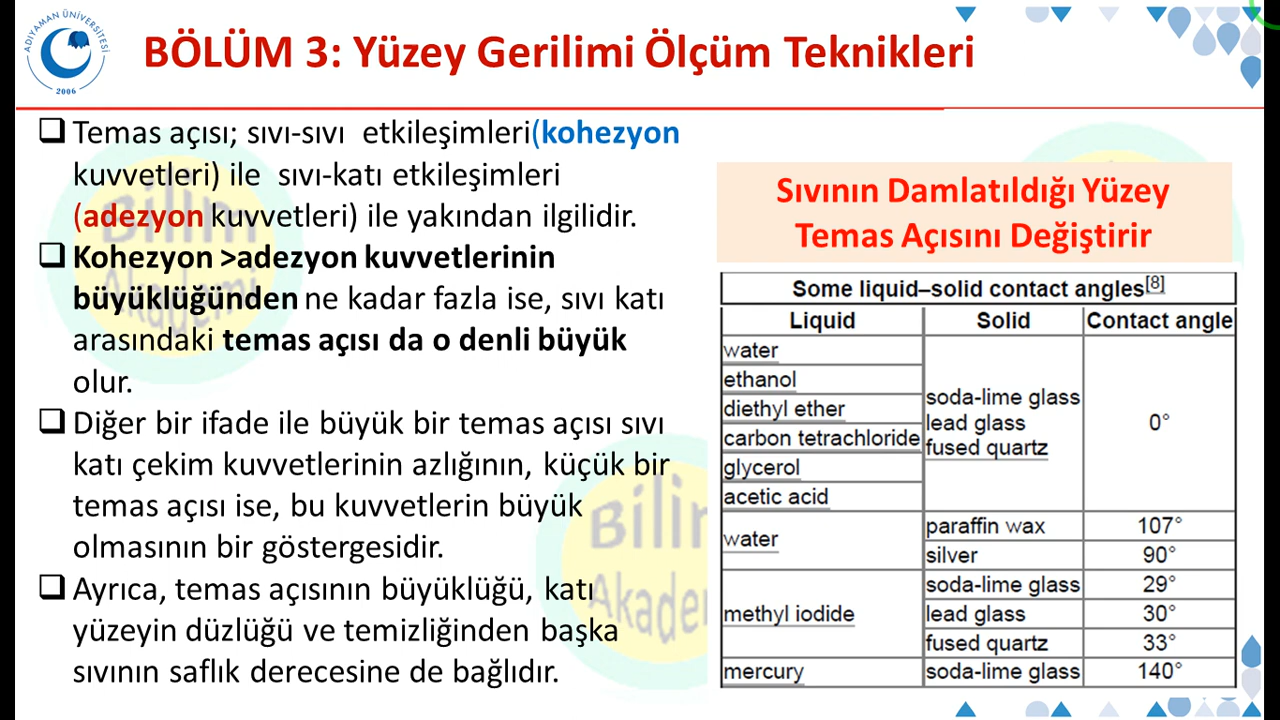 ADIYAMAN ÜNİVERSİTESİ
2006
BÖLÜM 3: Yüzey Gerilimi Ölçüm Teknikleri
Temas açısı; sıvı-sıvı etkileşimleri(kohezyon
kuvvetleri) ile sıvı-katı etkileşimleri
(adezyon kuvvetleri) ile yakından ilgilidir.
Kohezyon >adezyon kuvvetlerinin
büyüklüğünden ne kadar fazla ise, sıvı katı
arasındaki temas açısı da o denli büyük
olur.
Diğer bir ifade ile büyük bir temas açısı sıvı
katı çekim kuvvetlerinin azlığının, küçük bir
temas açısı ise, bu kuvvetlerin büyük
olmasının bir göstergesidir.
Ayrıca, temas açısının büyüklüğü, katı
yüzeyin düzlüğü ve temizliğinden başka
sıvının saflık derecesine de bağlıdır.
Bilim
Akademi
Bilim
Akadem
Sıvının Damlatıldığı Yüzey
Temas Açısını Değiştirir
Some liquid–solid contact angles[8]
Liquid Solid Contact angle
water
ethanol
diethyl ether
carbon tetrachloride
glycerol
acetic acid
soda-lime glass
lead glass
fused quartz
0°
water
paraffin wax 107°
silver 90°
methyl iodide
soda-lime glass 29°
lead glass 30°
fused quartz 33°
mercury soda-lime glass 140°